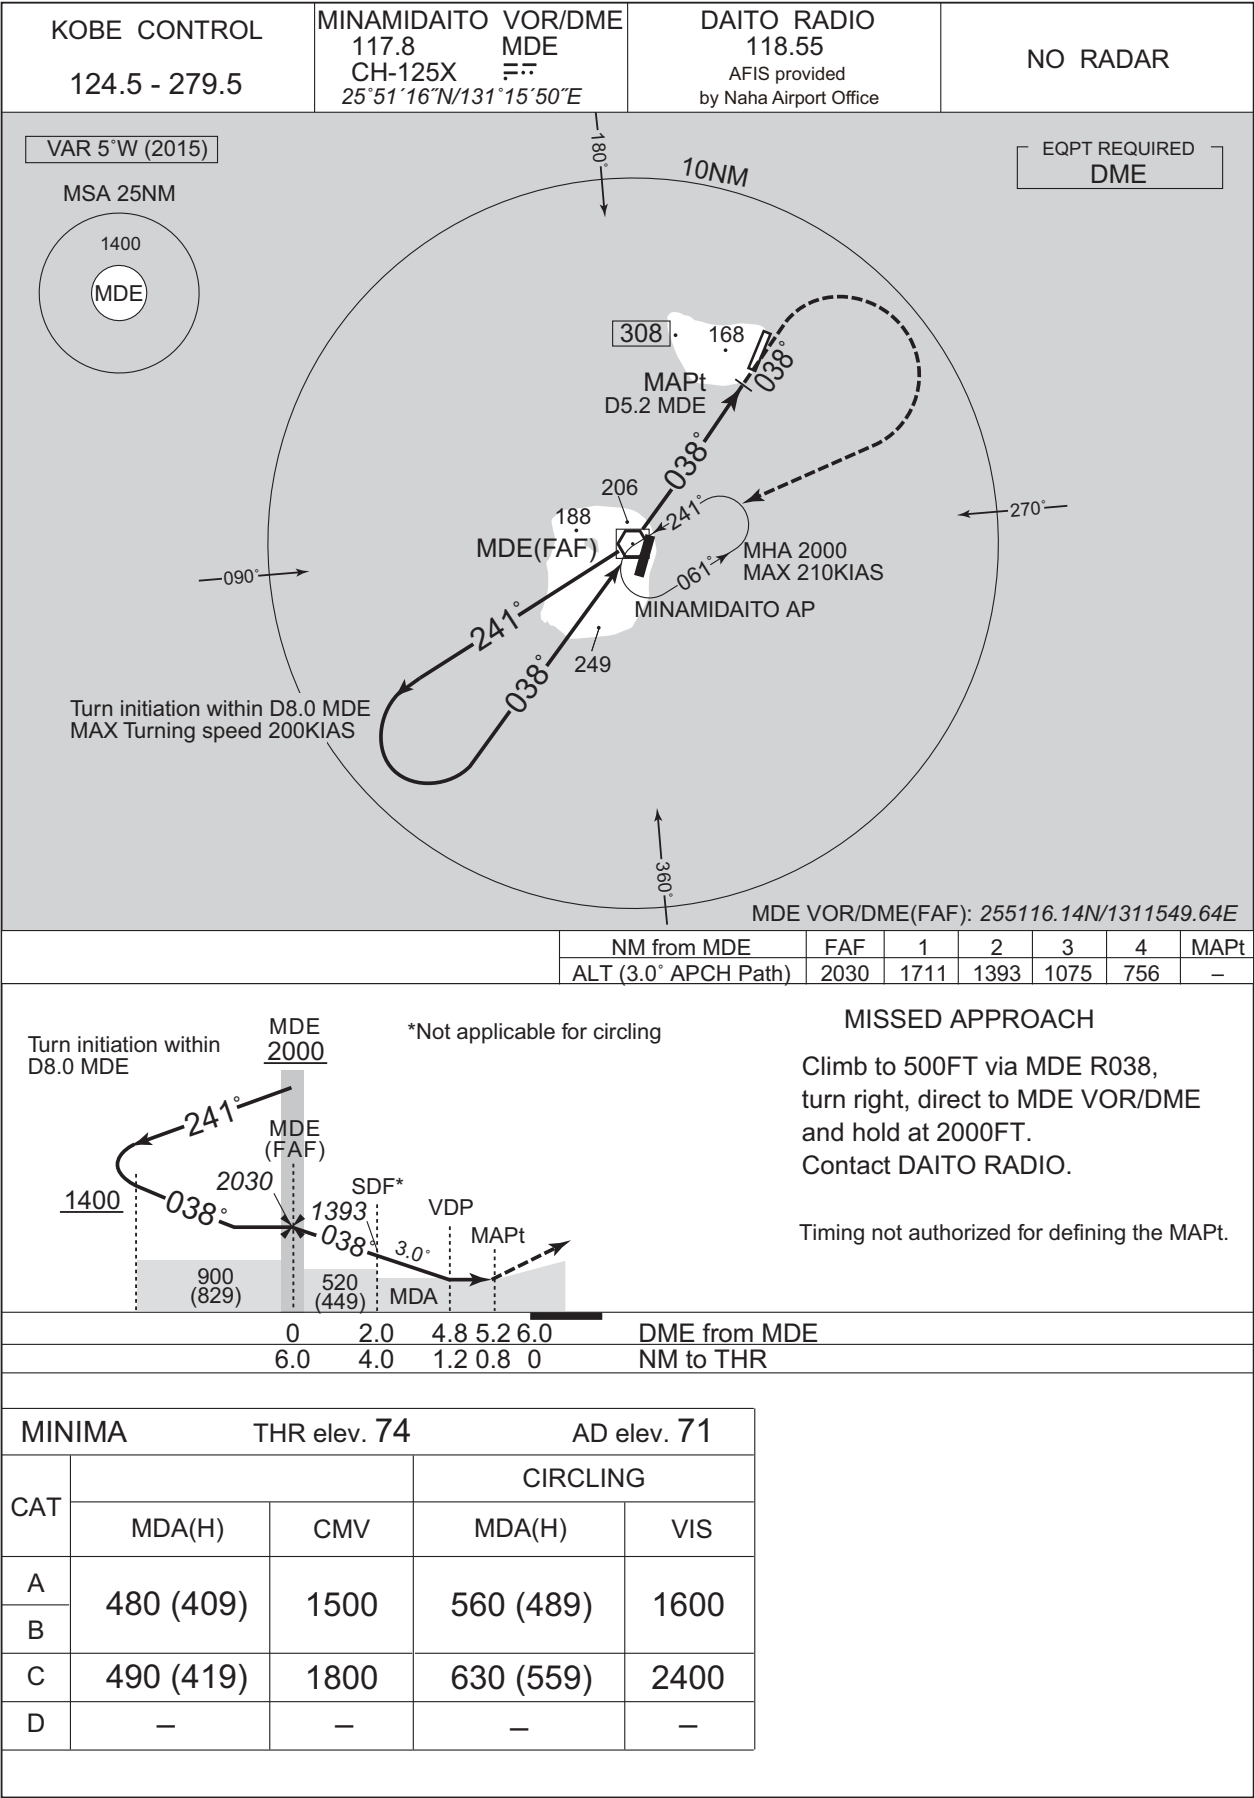 KOBE CONTROL
124.5 - 279.5
MINAMIDAITO VOR/DME
117.8 MDE
CH-125X
25°51´16˝N/131°15´50˝E
DAITO RADIO
118.55
AFIS provided
by Naha Airport Office
NO RADAR
VAR 5°W (2015)
MSA 25NM
1400
MDE
180°
10NM
EQPT REQUIRED
DME
308
168
MAPt
D5.2 MDE
038°
038°
206
188
MDE(FAF)
241°
270°
090°
061°
MHA 2000
MAX 210KIAS
MINAMIDAITO AP
241°
038°
249
Turn initiation within D8.0 MDE
MAX Turning speed 200KIAS
360°
MDE VOR/DME(FAF): 255116.14N/1311549.64E
NM from MDE FAF 1 2 3 4 MAPt
ALT (3.0° APCH Path) 2030 1711 1393 1075 756 –
Turn initiation within
D8.0 MDE
MDE
2000
*Not applicable for circling
241°
MDE
(FAF)
1400
038°
2030
1393
SDF*
038°
3.0°
VDP
MAPt
900
(829)
520
(449)
MDA
MISSED APPROACH
Climb to 500FT via MDE R038,
turn right, direct to MDE VOR/DME
and hold at 2000FT.
Contact DAITO RADIO.
Timing not authorized for defining the MAPt.
0 2.0 4.8 5.2 6.0 DME from MDE
6.0 4.0 1.2 0.8 0 NM to THR
MINIMA THR elev. 74 AD elev. 71
CAT CIRCLING
MDA(H) CMV MDA(H) VIS
A
B
480 (409) 1500 560 (489) 1600
C 490 (419) 1800 630 (559) 2400
D – – – –